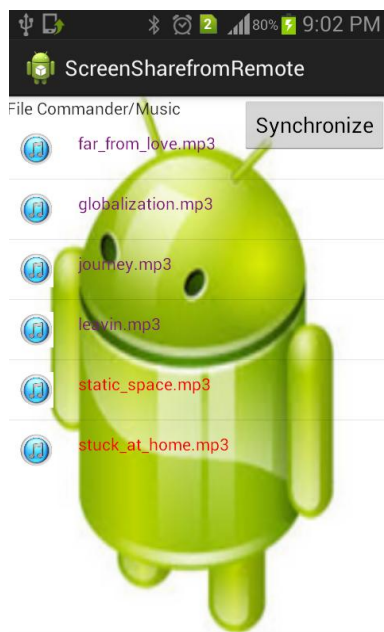 2 80% 9:02 PM
ScreenSharefromRemote
File Commander/Music
Synchronize
far_from_love.mp3
globalization.mp3
journey.mp3
leavin.mp3
static_space.mp3
stuck_at_home.mp3